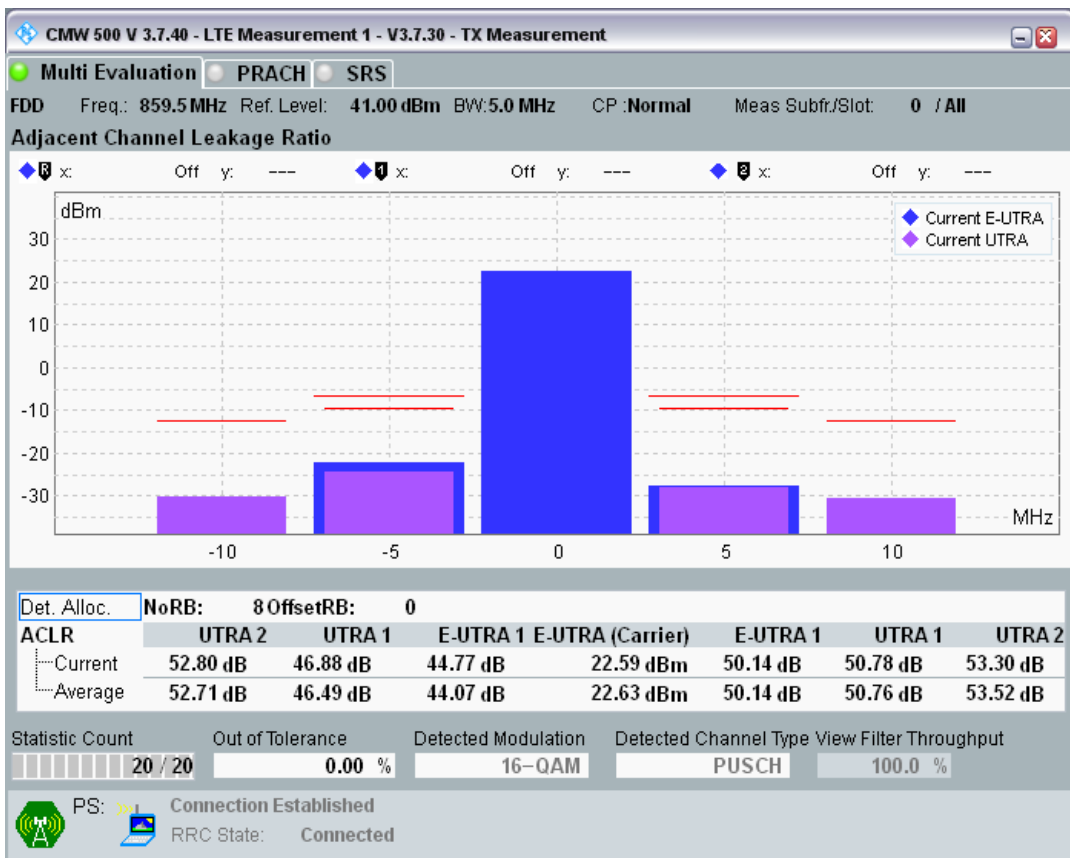 CMW 500 V 3.7.40 - LTE Measurement 1 - V3.7.30 - TX Measurement
Multi Evaluation PRACH SRS
FDD Freq.: 859.5 MHz Ref. Level: 41.00 dBm BW:5.0 MHz CP :Normal Meas Subfr./Slot: 0 / All
Adjacent Channel Leakage Ratio
R x: Off y: --- 1 x: Off y: --- 2 x: Off y: ---
dBm
Current E-UTRA
Current UTRA
30
20
10
0
-10
-20
-30
MHz
-10 -5 0 5 10
Det. Alloc. NoRB: 8 OffsetRB: 0
ACLR UTRA 2 UTRA 1 E-UTRA 1 E-UTRA (Carrier) E-UTRA 1 UTRA 1 UTRA 2
Current 52.80 dB 46.88 dB 44.77 dB 22.59 dBm 50.14 dB 50.78 dB 53.30 dB
Average 52.71 dB 46.49 dB 44.07 dB 22.63 dBm 50.14 dB 50.76 dB 53.52 dB
Statistic Count Out of Tolerance Detected Modulation Detected Channel Type View Filter Throughput
20 / 20 0.00 % 16-QAM PUSCH 100.0 %
PS: Connection Established
RRC State: Connected